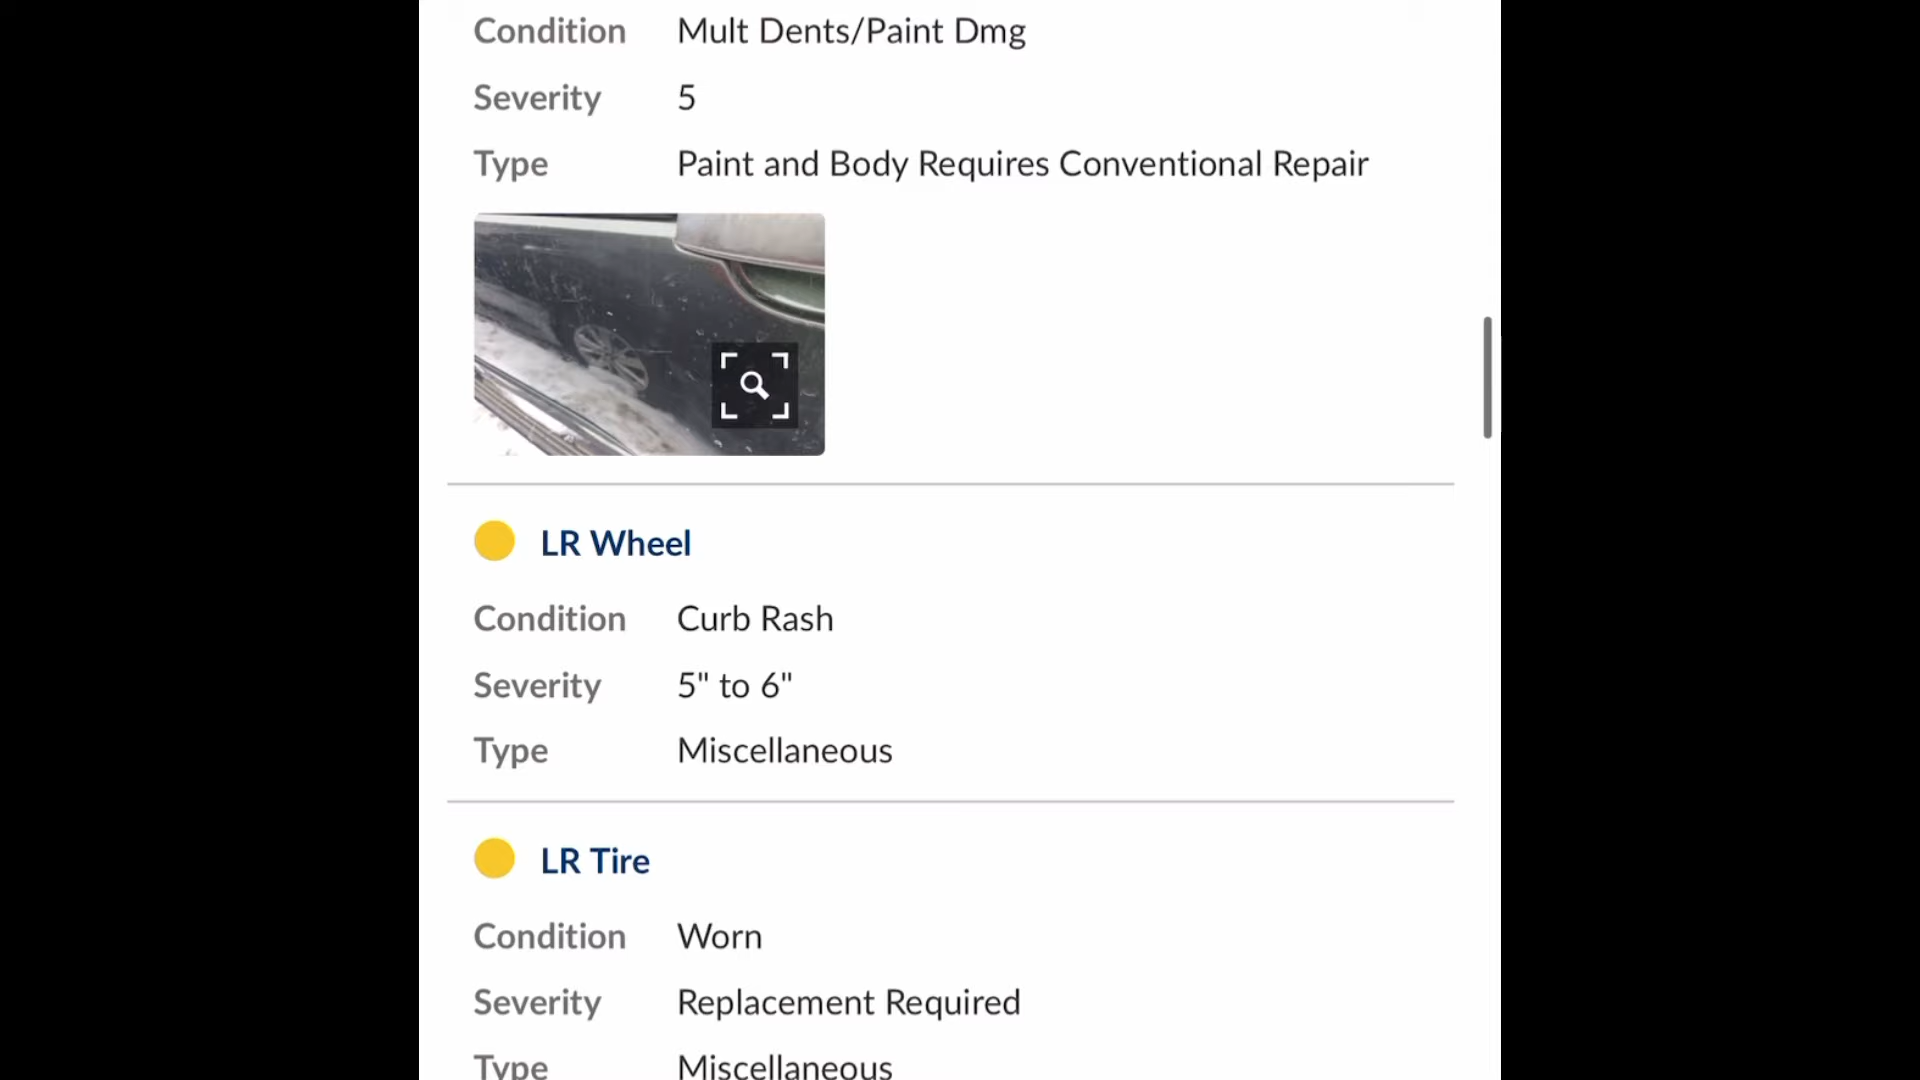 Condition Mult Dents/Paint Dmg
Severity 5
Type Paint and Body Requires Conventional Repair
LR Wheel
Condition Curb Rash
Severity 5" to 6"
Type Miscellaneous
LR Tire
Condition Worn
Severity Replacement Required
Type Miscellaneous